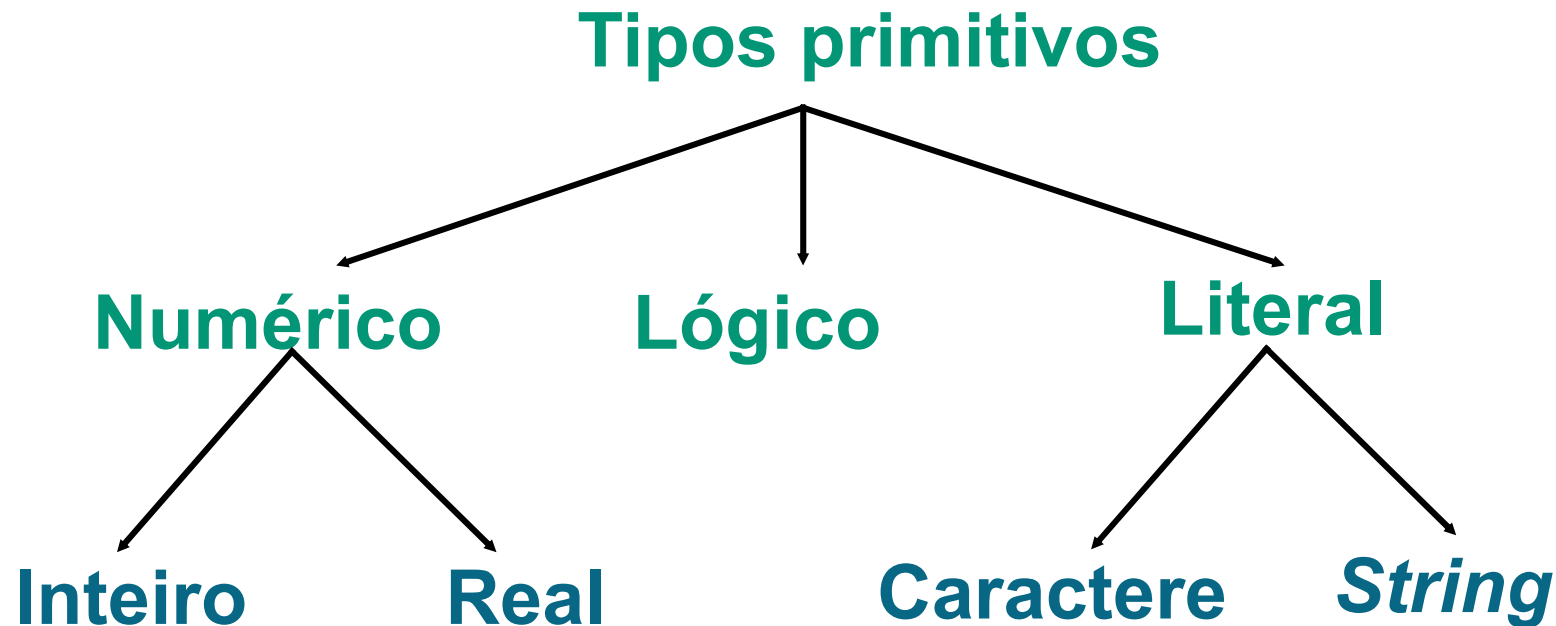 Tipos primitivos
Numérico Lógico Literal
Inteiro Real Caractere String